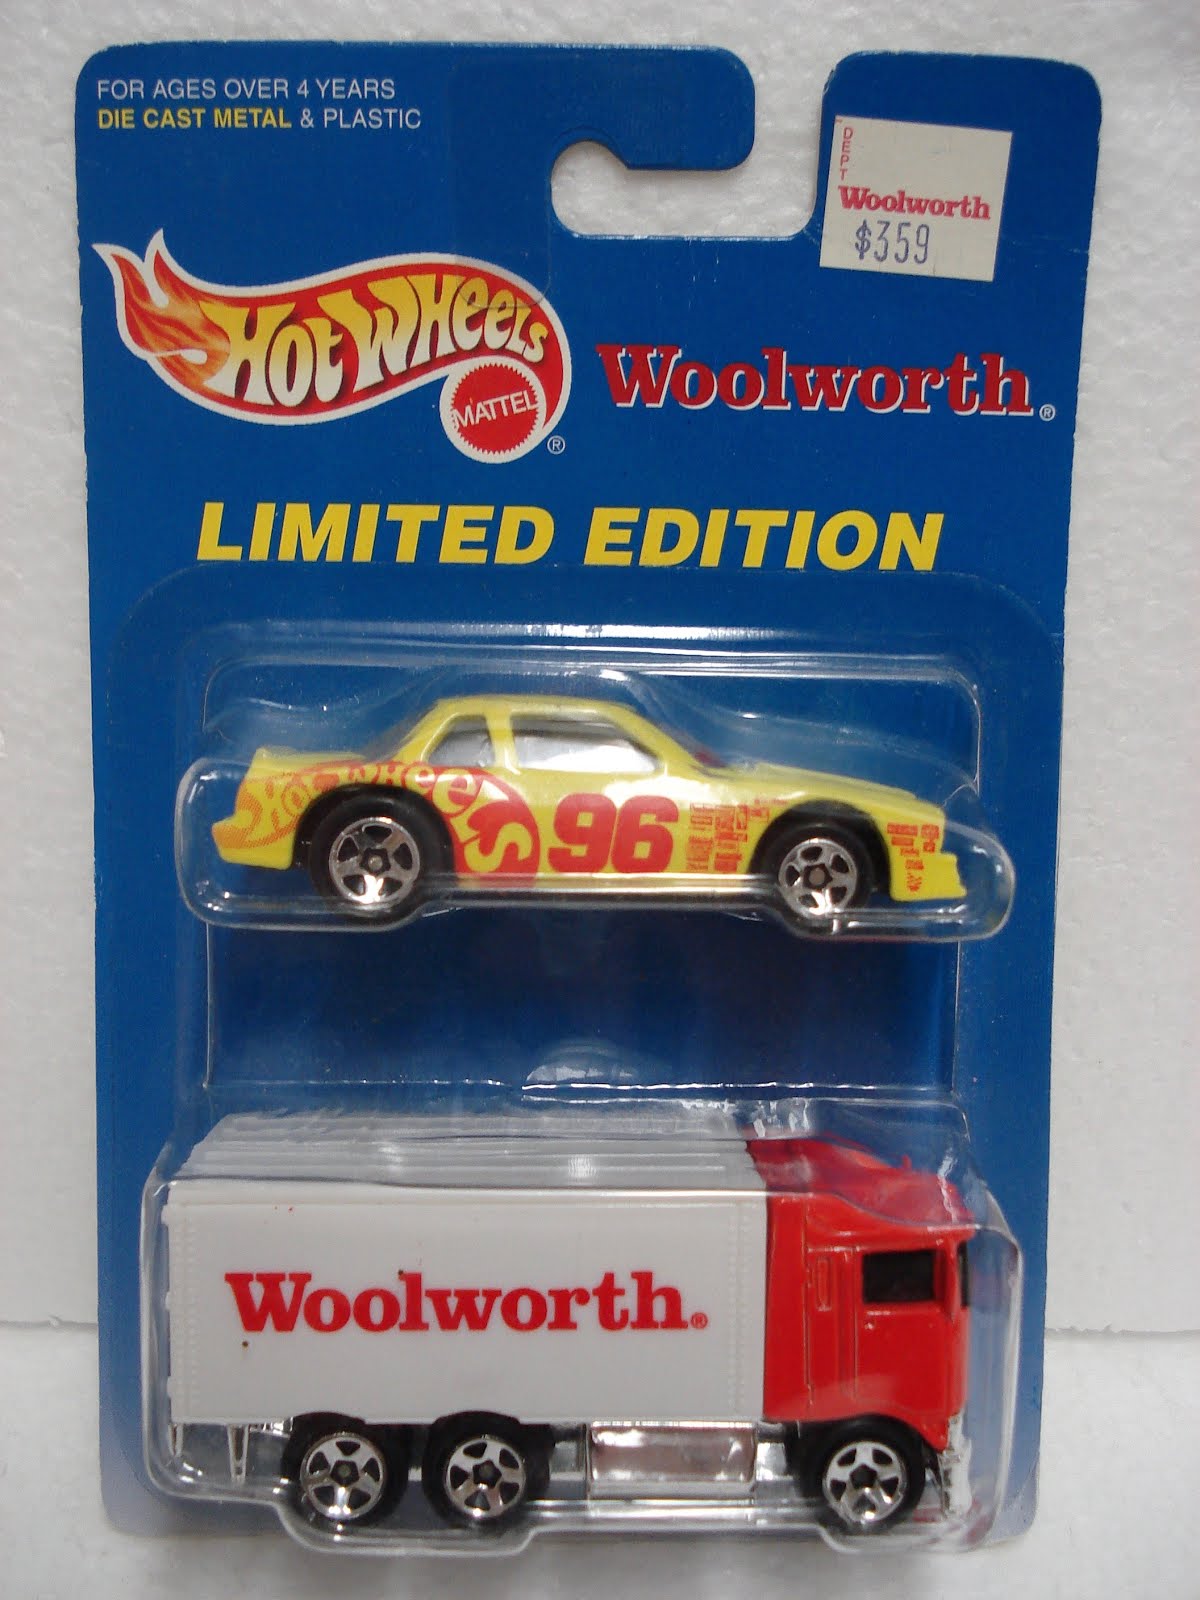 FOR AGES OVER 4 YEARS
DIE CAST METAL & PLASTIC
DEPT
Woolworth
$359
HOT WHEELS
MATTEL
®
Woolworth®
LIMITED EDITION
HOT WHEELS
96
Woolworth®